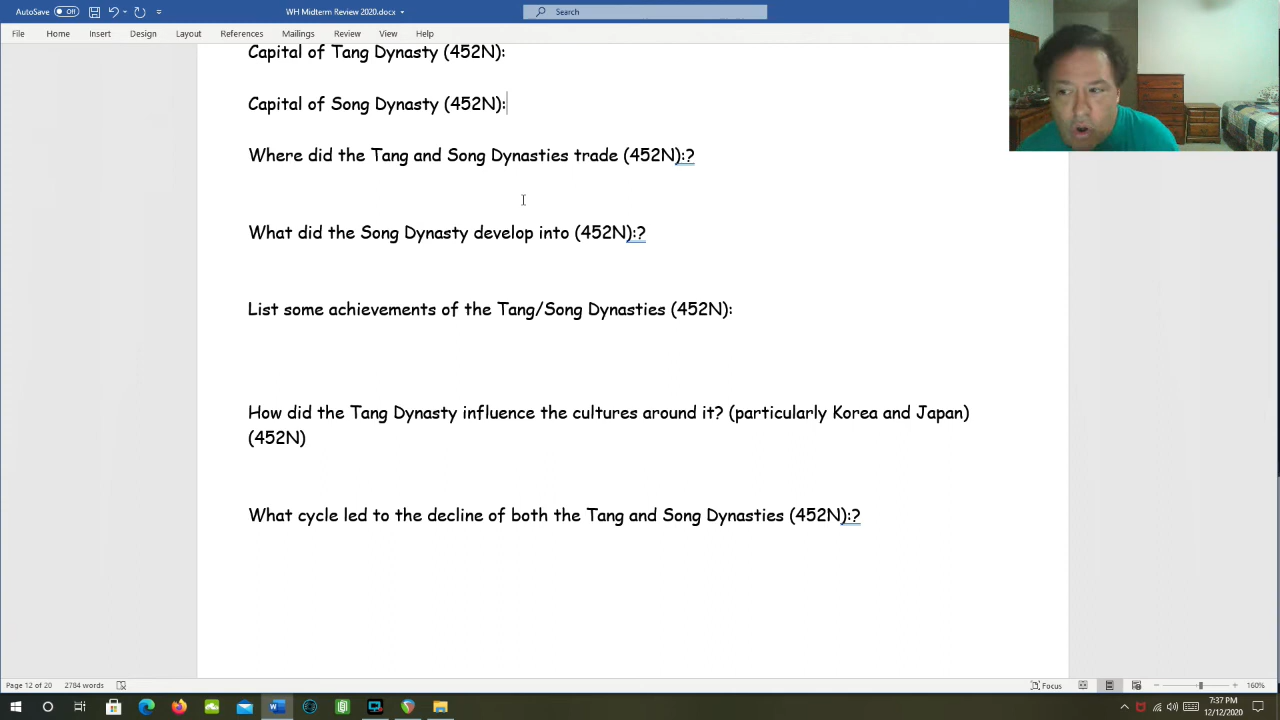 AutoSave Off WH Midterm Review 2020.docx Search
File Home Insert Design Layout References Mailings Review View Help
Capital of Tang Dynasty (452N):
Capital of Song Dynasty (452N):
Where did the Tang and Song Dynasties trade (452N):?
What did the Song Dynasty develop into (452N):?
List some achievements of the Tang/Song Dynasties (452N):
How did the Tang Dynasty influence the cultures around it? (particularly Korea and Japan)
(452N)
What cycle led to the decline of both the Tang and Song Dynasties (452N):?
Page 12 of 20 2784 words Focus 160%
7:37 PM
12/12/2020